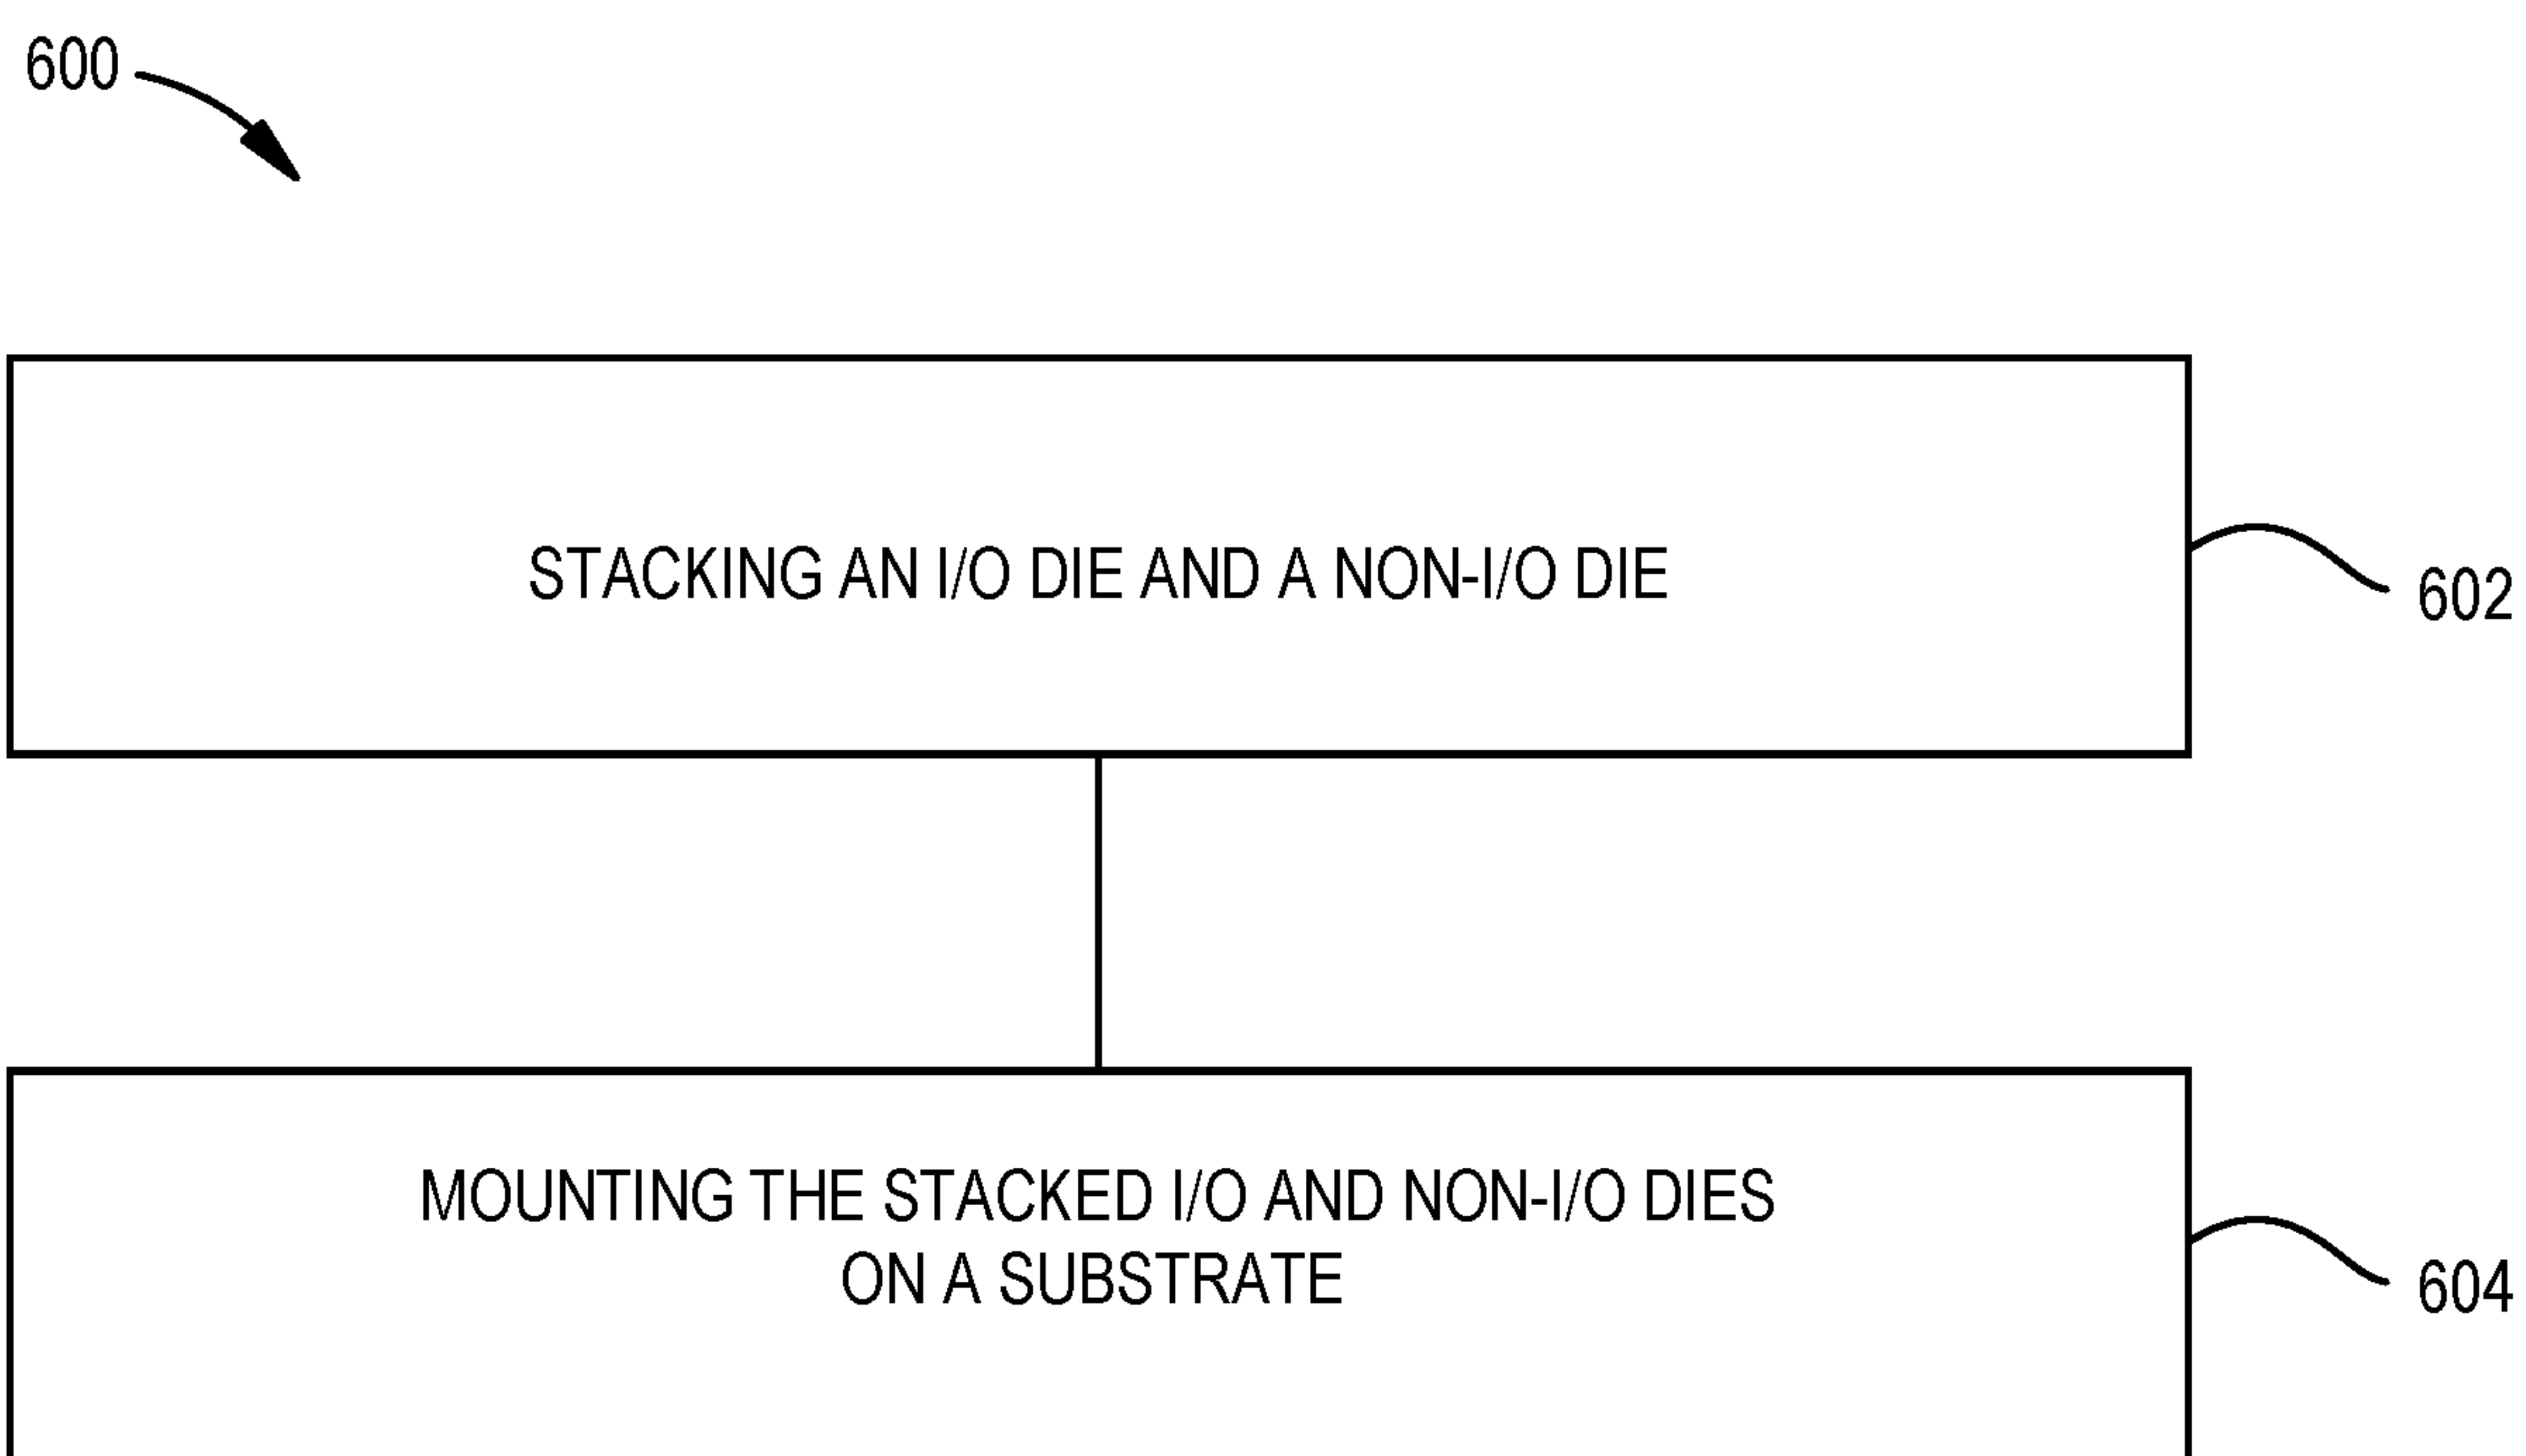 600
STACKING AN I/O DIE AND A NON-I/O DIE
602
MOUNTING THE STACKED I/O AND NON-I/O DIES
ON A SUBSTRATE
604